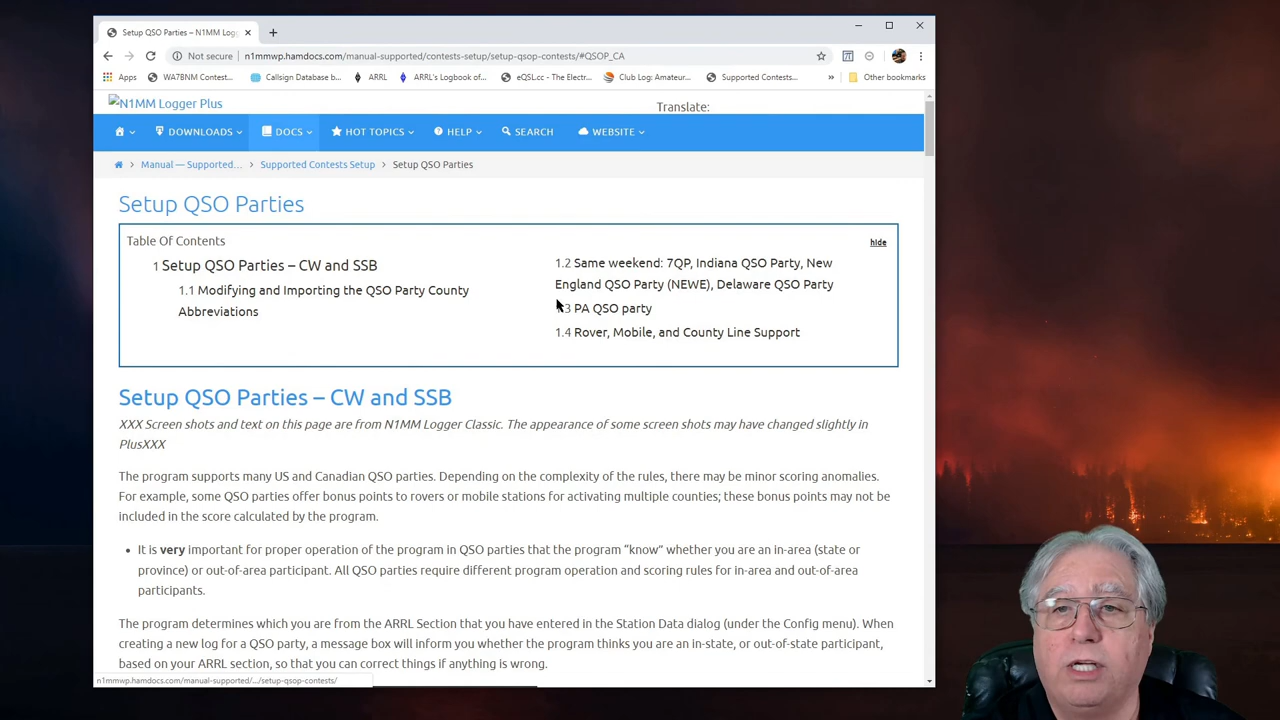 Setup QSO Parties – N1MM Log
Not secure
n1mmwp.hamdocs.com/manual-supported/contests-setup/setup-qsop-contests/#QSOP_CA
Apps
WA7BNM Contest...
Callsign Database b...
ARRL
ARRL's Logbook of...
eQSL.cc - The Electr...
Club Log: Amateur...
Supported Contests...
»
Other bookmarks
N1MM Logger Plus
Translate:
DOWNLOADS
DOCS
HOT TOPICS
HELP
SEARCH
WEBSITE
Manual — Supported... > Supported Contests Setup > Setup QSO Parties
Setup QSO Parties
Table Of Contents
hide
1 Setup QSO Parties – CW and SSB
1.1 Modifying and Importing the QSO Party County
Abbreviations
1.2 Same weekend: 7QP, Indiana QSO Party, New
England QSO Party (NEWE), Delaware QSO Party
3 PA QSO party
1.4 Rover, Mobile, and County Line Support
Setup QSO Parties – CW and SSB
XXX Screen shots and text on this page are from N1MM Logger Classic. The appearance of some screen shots may have changed slightly in
PlusXXX
The program supports many US and Canadian QSO parties. Depending on the complexity of the rules, there may be minor scoring anomalies.
For example, some QSO parties offer bonus points to rovers or mobile stations for activating multiple counties; these bonus points may not be
included in the score calculated by the program.
• It is very important for proper operation of the program in QSO parties that the program "know" whether you are an in-area (state or
province) or out-of-area participant. All QSO parties require different program operation and scoring rules for in-area and out-of-area
participants.
The program determines which you are from the ARRL Section that you have entered in the Station Data dialog (under the Config menu). When
creating a new log for a QSO party, a message box will inform you whether the program thinks you are an in-state, or out-of-state participant,
based on your ARRL section, so that you can correct things if anything is wrong.
n1mmwp.hamdocs.com/manual-supported/.../setup-qsop-contests/